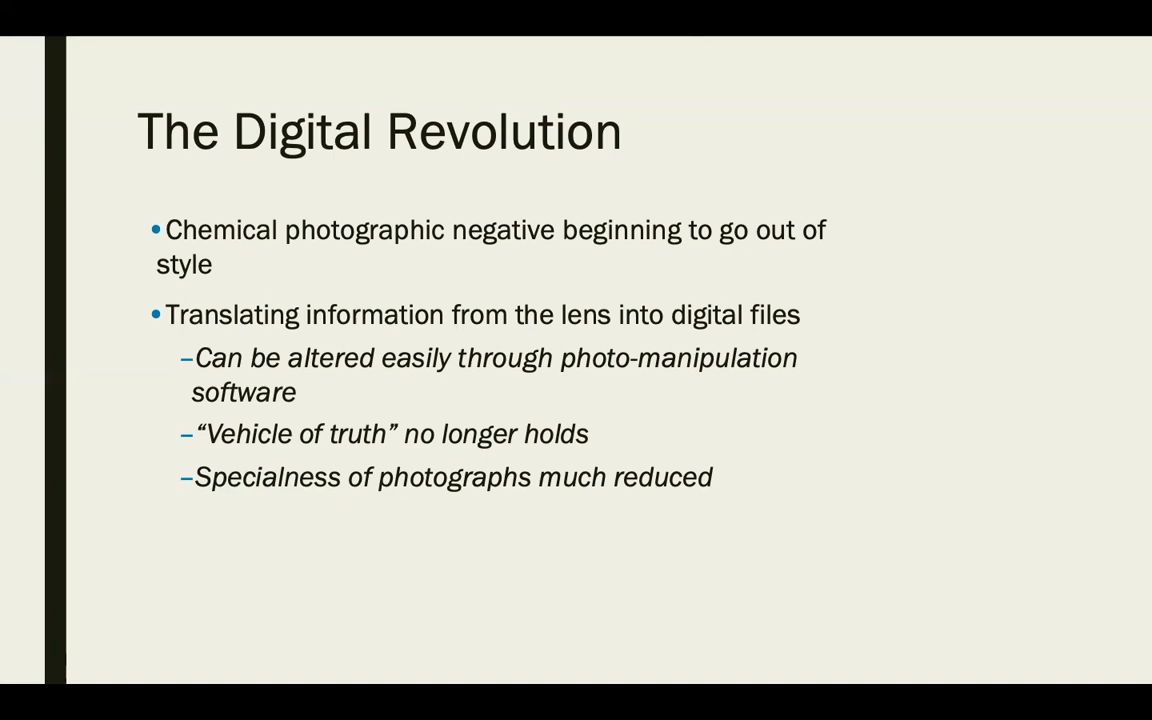 The Digital Revolution
•Chemical photographic negative beginning to go out of
style
•Translating information from the lens into digital files
–Can be altered easily through photo-manipulation
software
–“Vehicle of truth” no longer holds
–Specialness of photographs much reduced